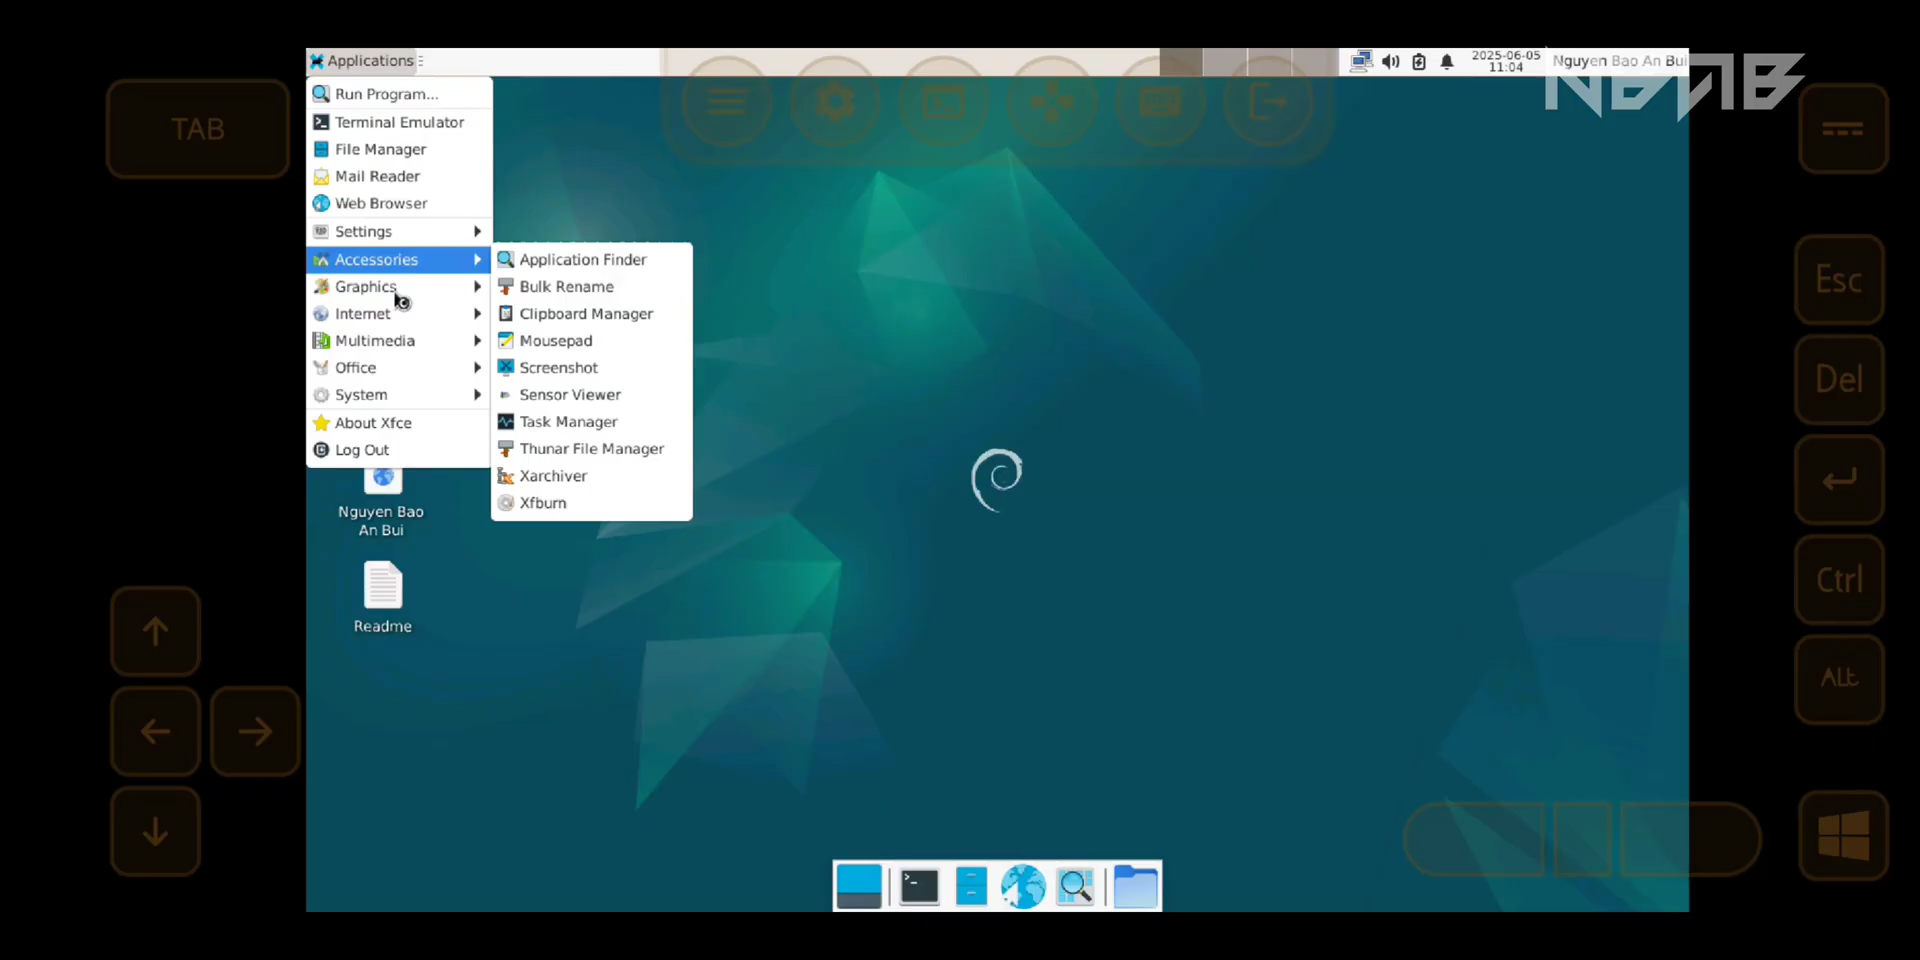 Applications
2025-06-05
11:04
Nguyen Bao An Bui
NBAB
TAB
Run Program...
Terminal Emulator
File Manager
Mail Reader
Web Browser
Settings
Accessories
Graphics
Internet
Multimedia
Office
System
About Xfce
Log Out
Application Finder
Bulk Rename
Clipboard Manager
Mousepad
Screenshot
Sensor Viewer
Task Manager
Thunar File Manager
Xarchiver
Xfburn
Nguyen Bao
An Bui
Readme
Esc
Del
Ctrl
ALt